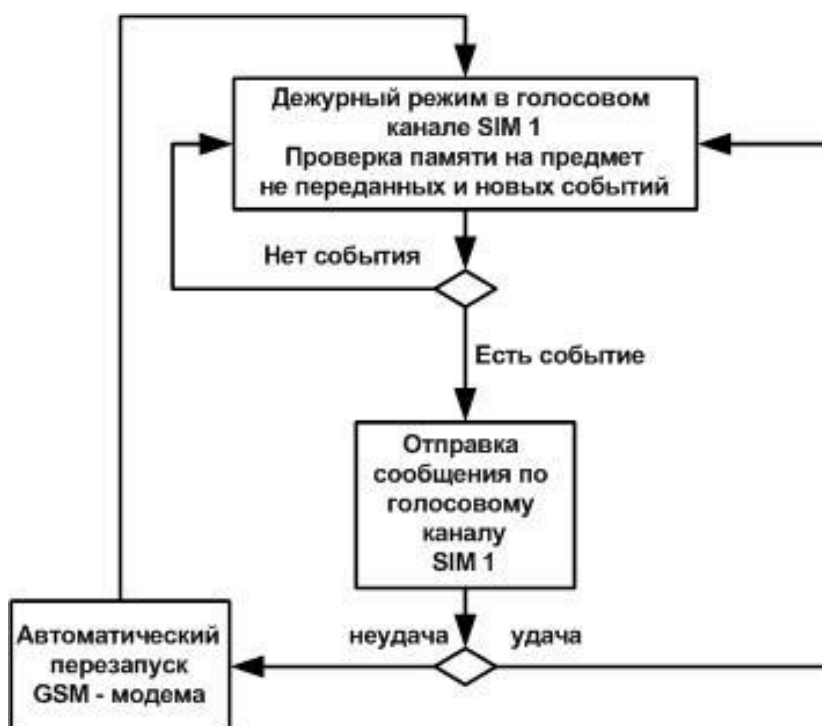 Дежурный режим в голосовом
канале SIM 1
Проверка памяти на предмет
не переданных и новых событий
Нет события
Есть событие
Отправка
сообщения по
голосовому
каналу
SIM 1
неудача
удача
Автоматический
перезапуск
GSM - модема